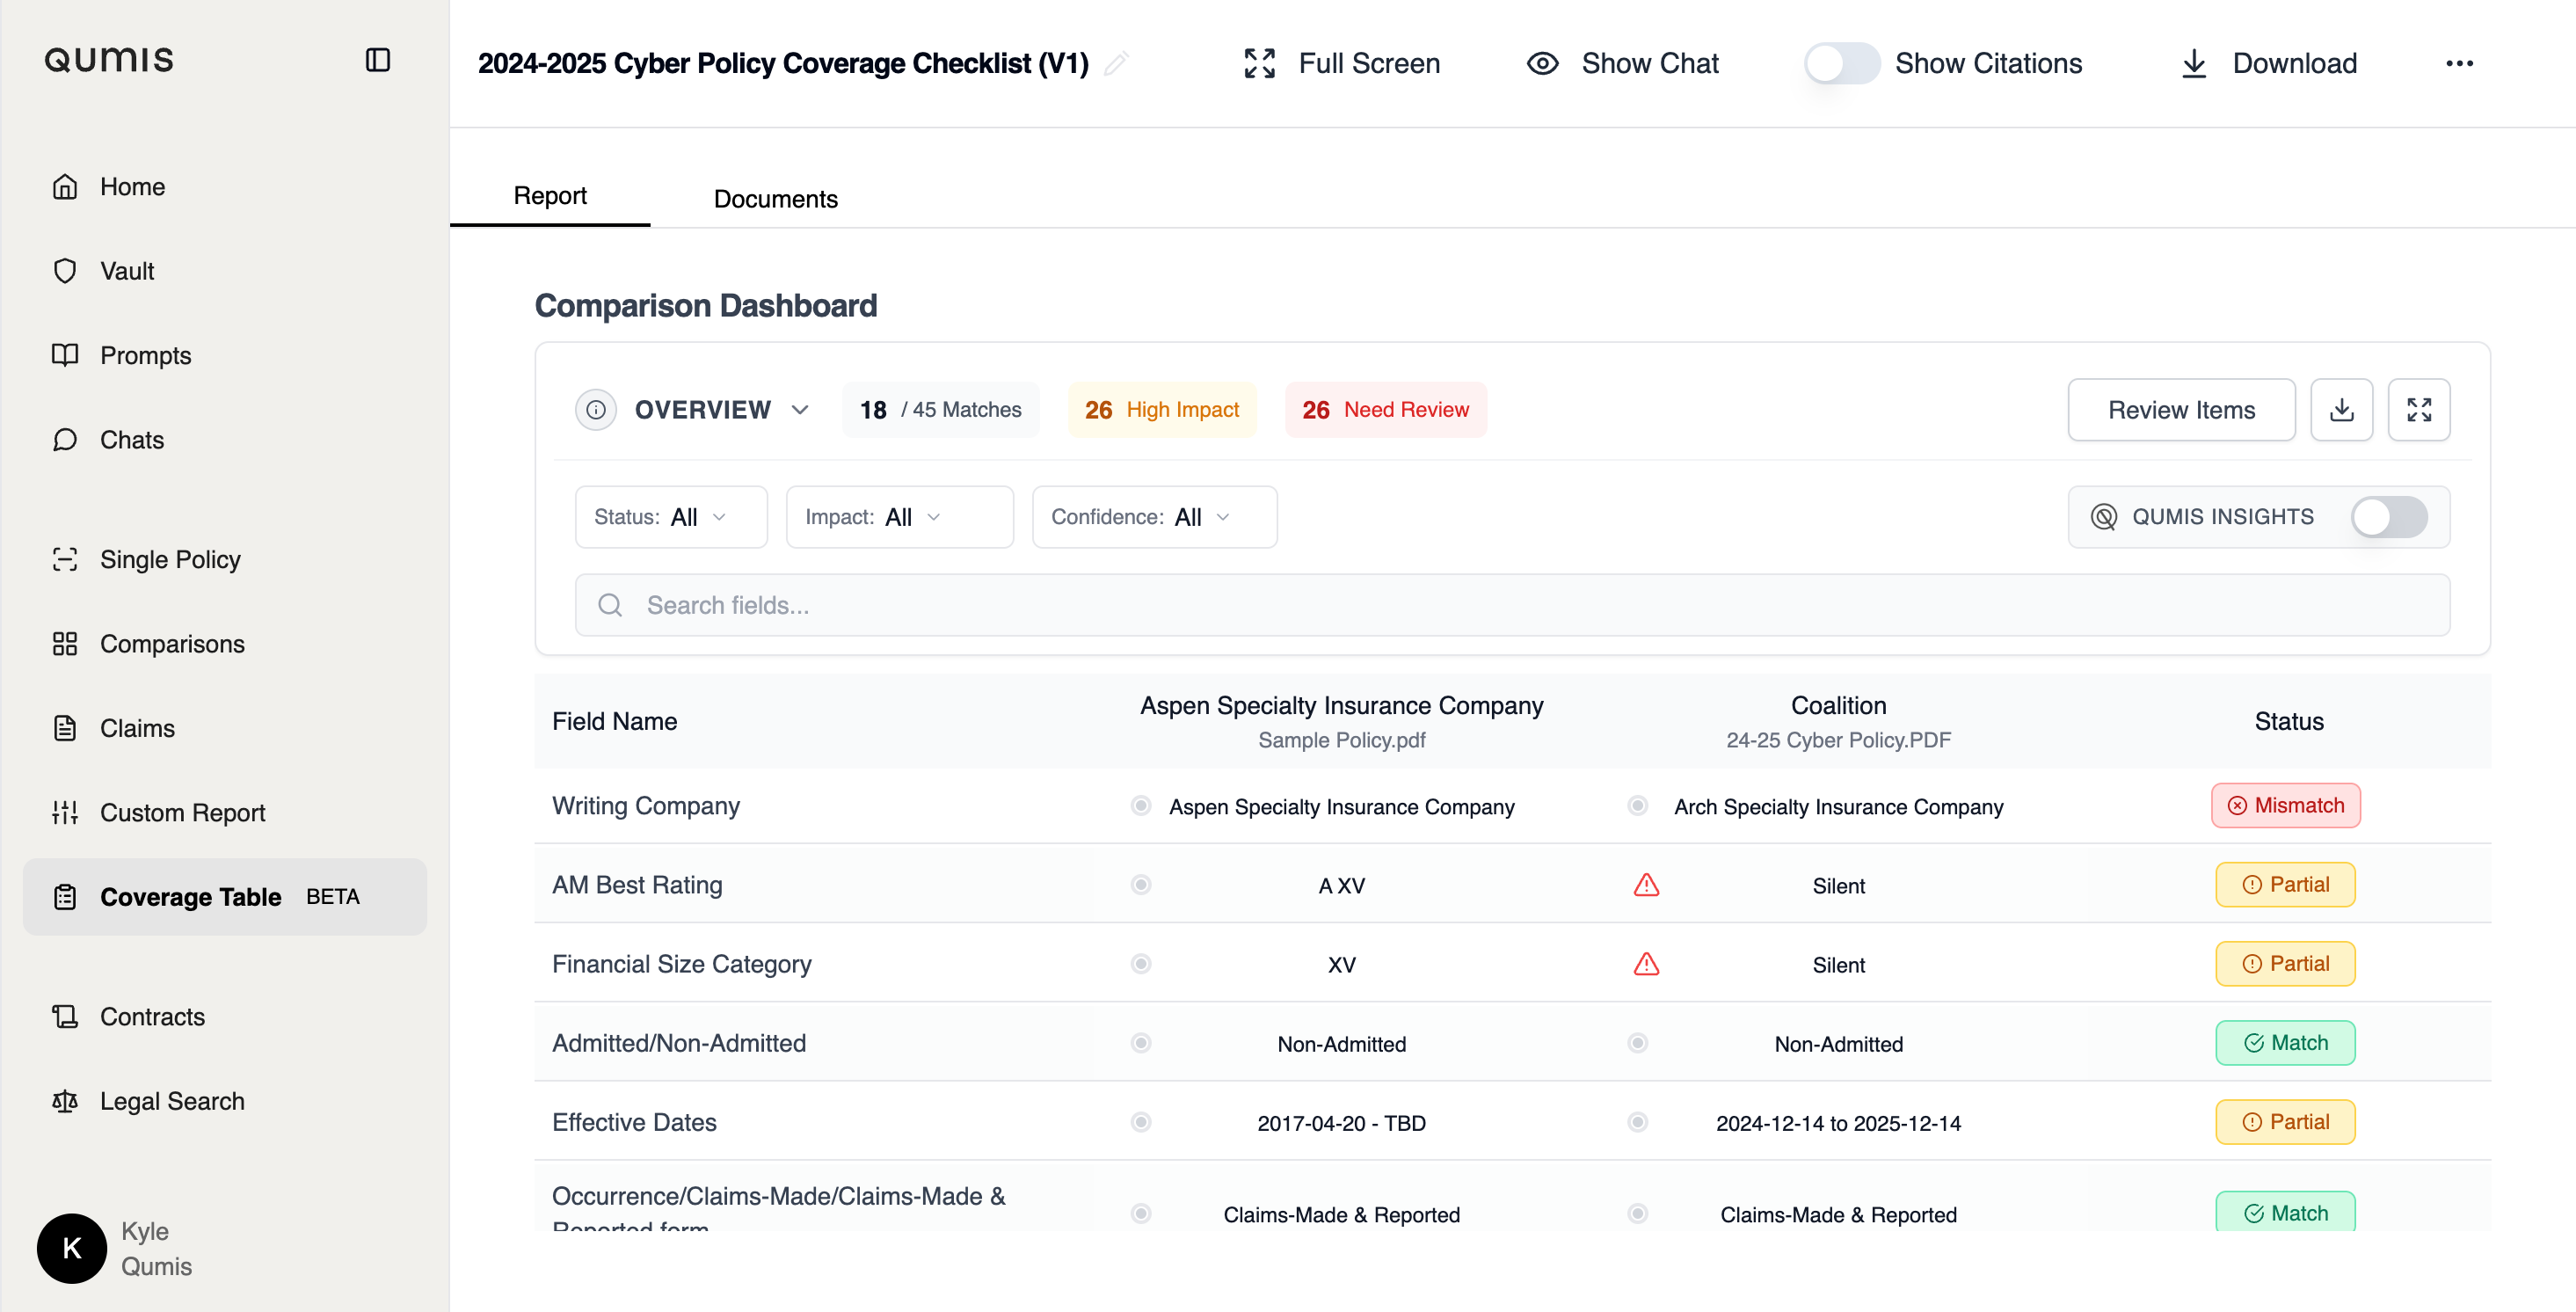 QUMIS
Home
Vault
Prompts
Chats
Single Policy
Comparisons
Claims
Custom Report
Coverage Table BETA
Contracts
Legal Search
K
Kyle
Qumis
2024-2025 Cyber Policy Coverage Checklist (V1)
Full Screen
Show Chat
Show Citations
Download
Report
Documents
Comparison Dashboard
OVERVIEW
18 / 45 Matches
26 High Impact
26 Need Review
Review Items
Status: All
Impact: All
Confidence: All
QUMIS INSIGHTS
Search fields...
Field Name
Aspen Specialty Insurance Company
Sample Policy.pdf
Coalition
24-25 Cyber Policy.PDF
Status
Writing Company
Aspen Specialty Insurance Company
Arch Specialty Insurance Company
Mismatch
AM Best Rating
A XV
Silent
Partial
Financial Size Category
XV
Silent
Partial
Admitted/Non-Admitted
Non-Admitted
Non-Admitted
Match
Effective Dates
2017-04-20 - TBD
2024-12-14 to 2025-12-14
Partial
Occurrence/Claims-Made/Claims-Made &
Reported form
Claims-Made & Reported
Claims-Made & Reported
Match